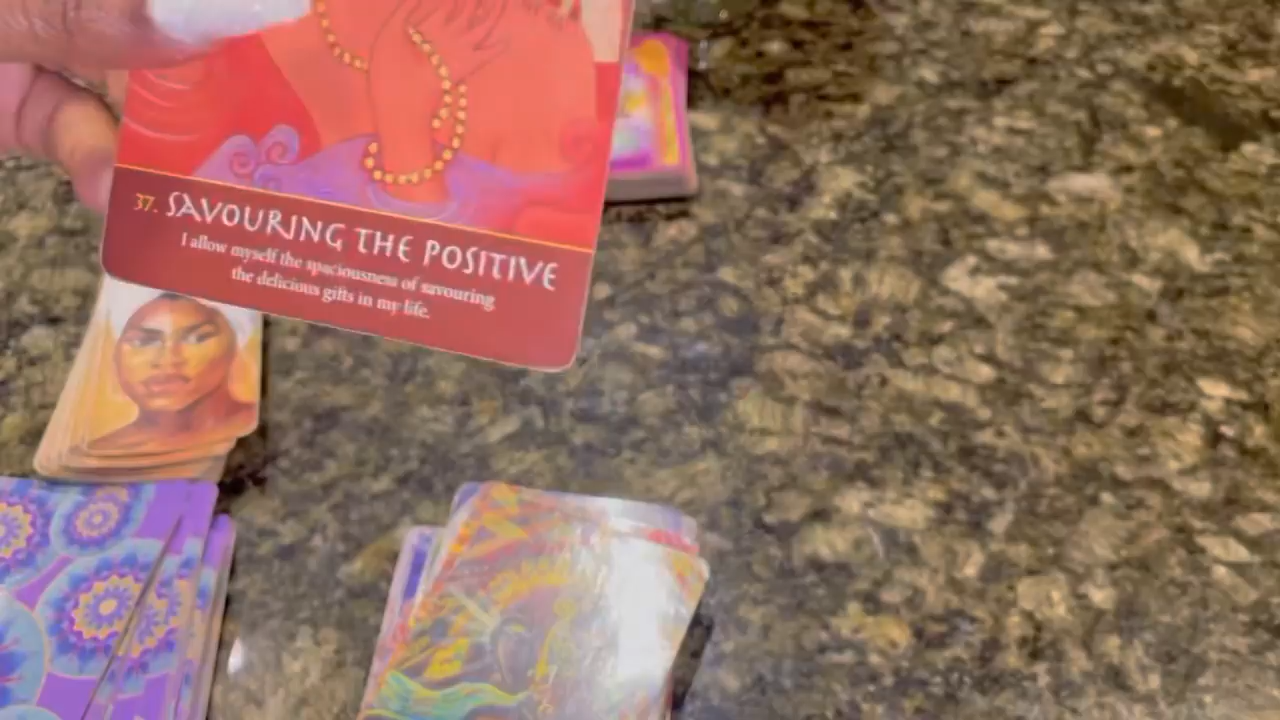 37. SAVOURING THE POSITIVE
I allow myself the spaciousness of savouring
the delicious gifts in my life.